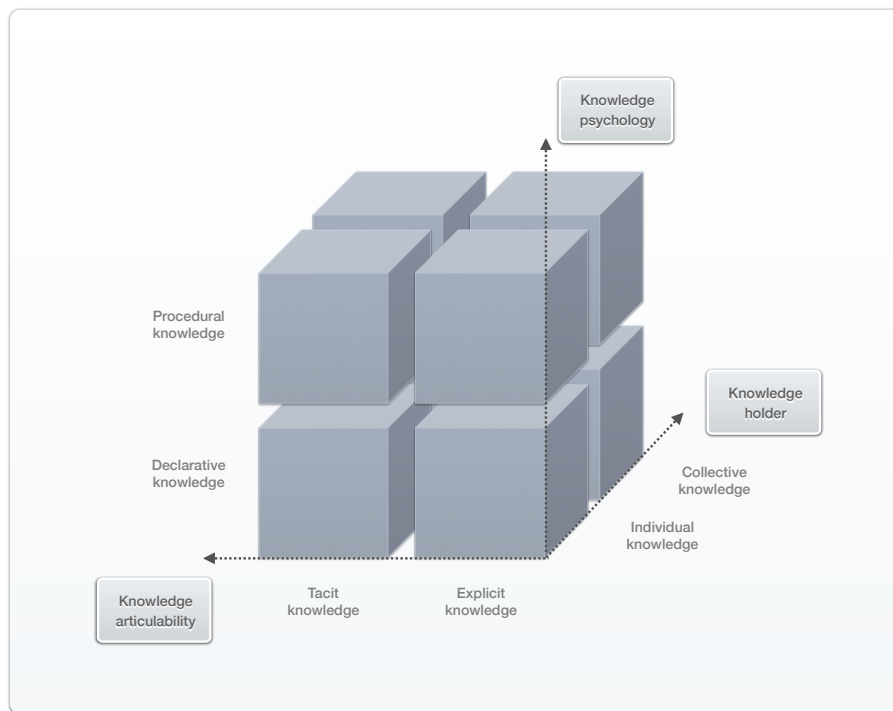 Knowledge
psychology
Procedural
knowledge
Knowledge
holder
Declarative
knowledge
Collective
knowledge
Individual
knowledge
Knowledge
articulability
Tacit
knowledge
Explicit
knowledge